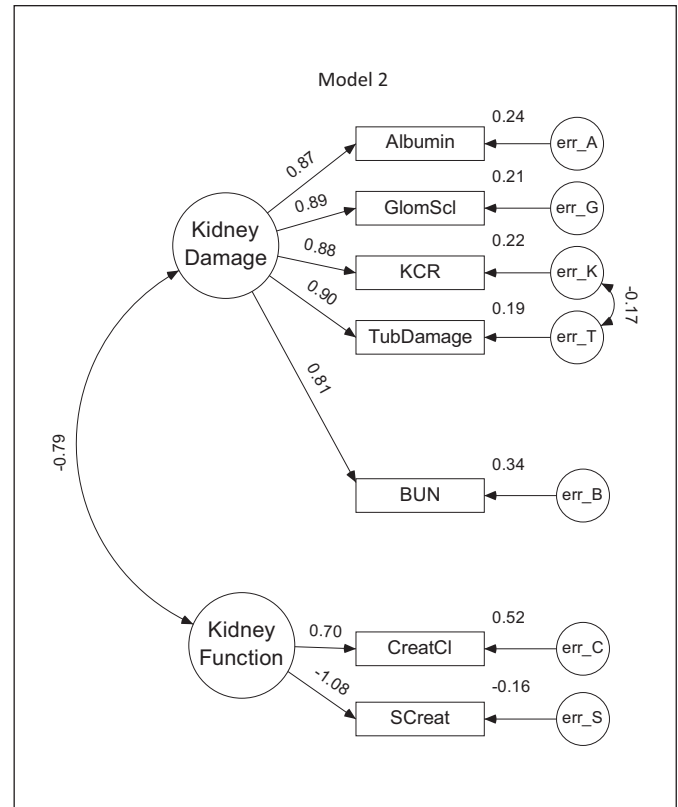 Model 2
0.24
Albumin
err_A
0.87
0.21
GlomScl
err_G
0.89
Kidney
Damage
0.22
KCR
err_K
0.88
-0.17
0.19
TubDamage
err_T
0.90
0.81
-0.79
0.34
BUN
err_B
Kidney
Function
0.52
0.70
CreatCl
err_C
-1.08
-0.16
SCreat
err_S